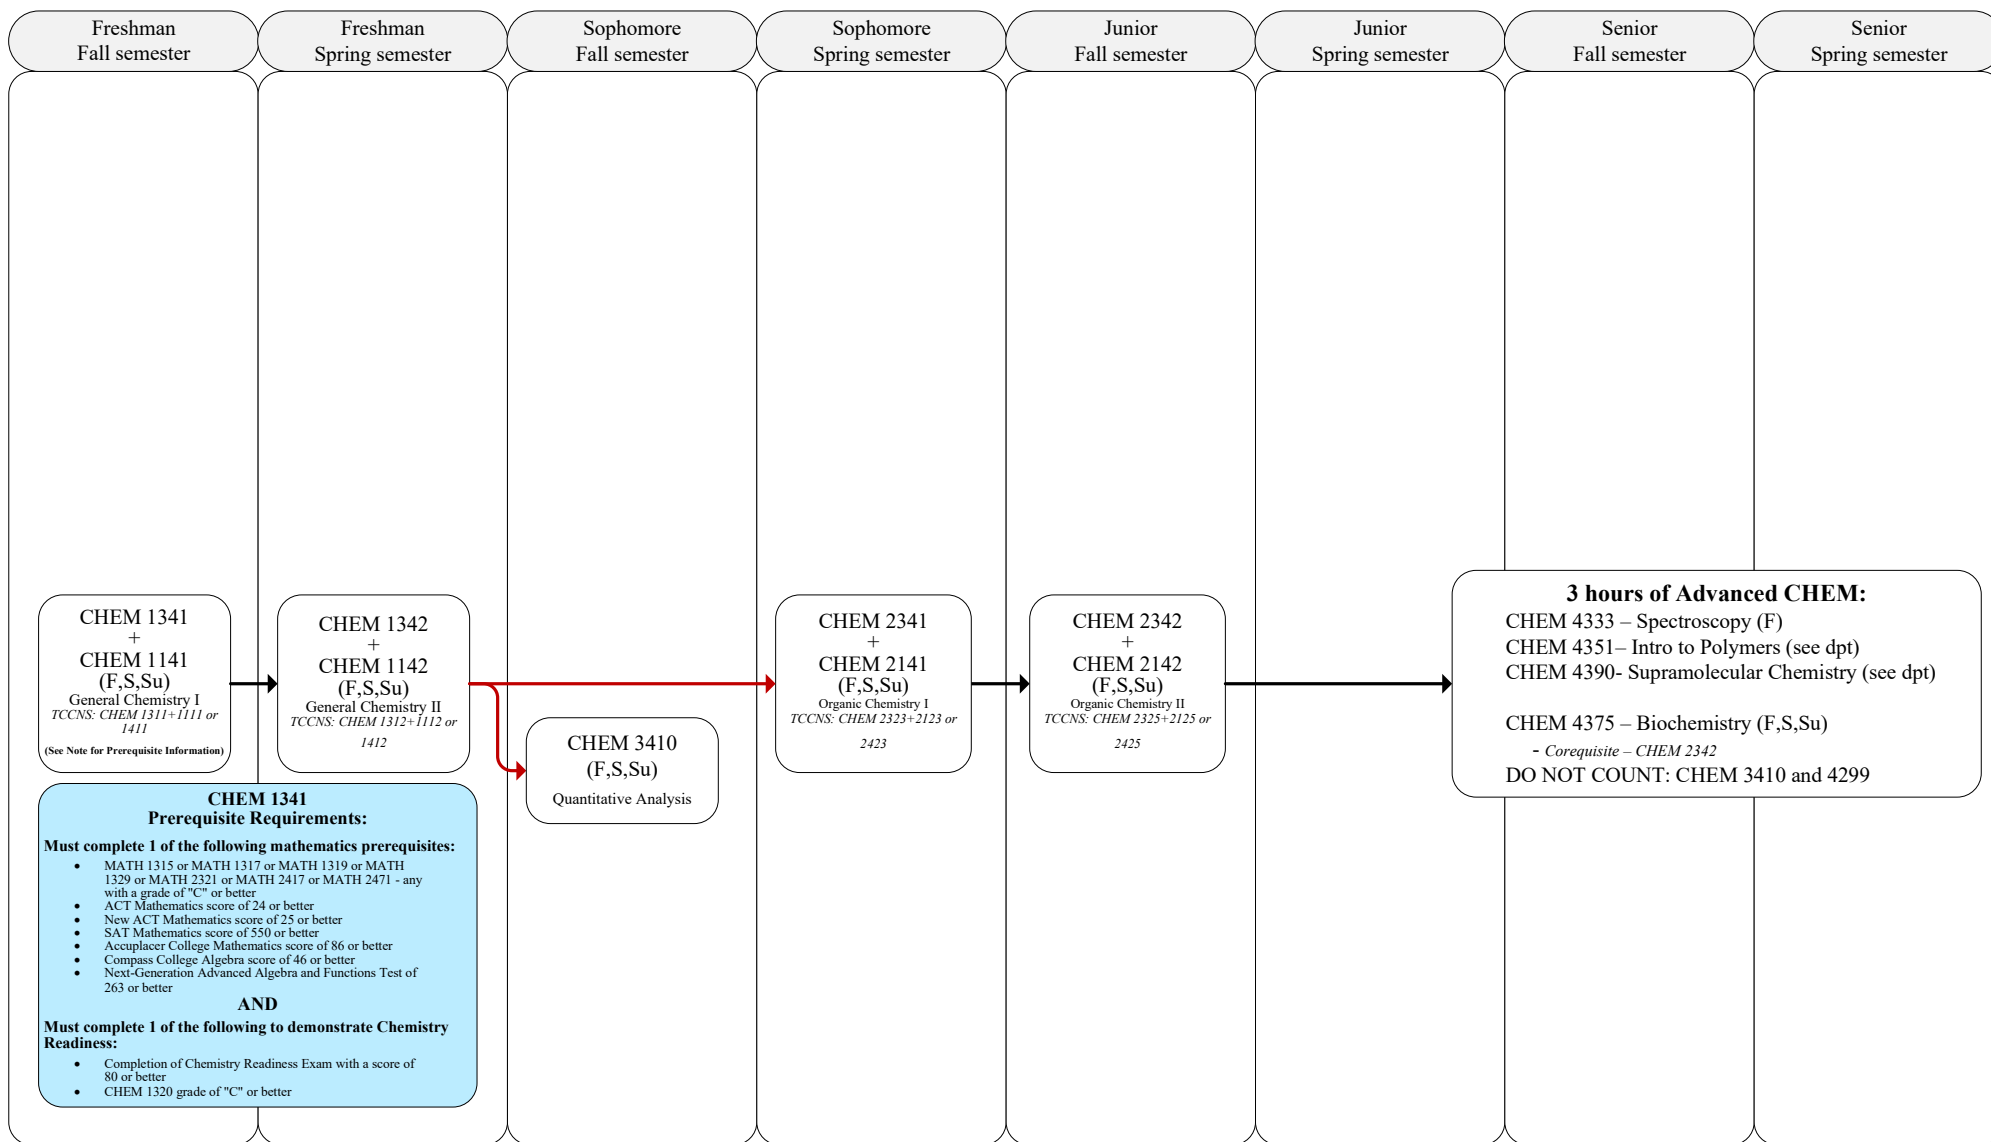 Freshman
Fall semester
Freshman
Spring semester
Sophomore
Fall semester
Sophomore
Spring semester
Junior
Fall semester
Junior
Spring semester
Senior
Fall semester
Senior
Spring semester
CHEM 1341
+
CHEM 1141
(F,S,Su)
General Chemistry I
TCCNS: CHEM 1311+1111 or
1411
(See Note for Prerequisite Information)
CHEM 1342
+
CHEM 1142
(F,S,Su)
General Chemistry II
TCCNS: CHEM 1312+1112 or
1412
CHEM 3410
(F,S,Su)
Quantitative Analysis
CHEM 2341
+
CHEM 2141
(F,S,Su)
Organic Chemistry I
TCCNS: CHEM 2323+2123 or
2423
CHEM 2342
+
CHEM 2142
(F,S,Su)
Organic Chemistry II
TCCNS: CHEM 2325+2125 or
2425
3 hours of Advanced CHEM:
CHEM 4333 – Spectroscopy (F)
CHEM 4351– Intro to Polymers (see dpt)
CHEM 4390- Supramolecular Chemistry (see dpt)
CHEM 4375 – Biochemistry (F,S,Su)
- Corequisite – CHEM 2342
DO NOT COUNT: CHEM 3410 and 4299
CHEM 1341
Prerequisite Requirements:
Must complete 1 of the following mathematics prerequisites:
• MATH 1315 or MATH 1317 or MATH 1319 or MATH
1329 or MATH 2321 or MATH 2417 or MATH 2471 - any
with a grade of "C" or better
• ACT Mathematics score of 24 or better
• New ACT Mathematics score of 25 or better
• SAT Mathematics score of 550 or better
• Accuplacer College Mathematics score of 86 or better
• Compass College Algebra score of 46 or better
• Next-Generation Advanced Algebra and Functions Test of
263 or better
AND
Must complete 1 of the following to demonstrate Chemistry
Readiness:
• Completion of Chemistry Readiness Exam with a score of
80 or better
• CHEM 1320 grade of "C" or better